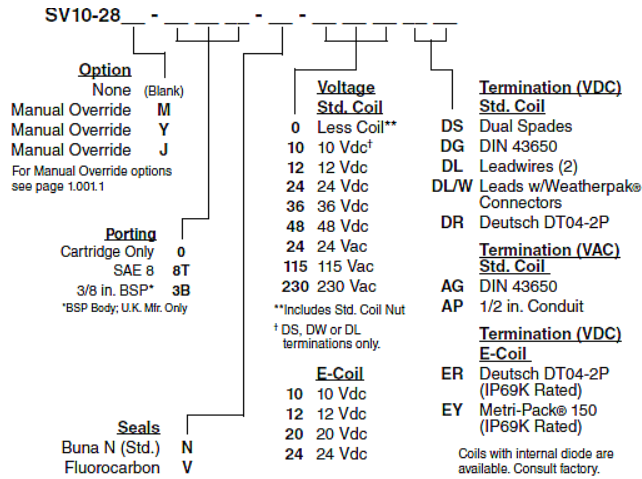 SV10-28__ - __ __ __ - __ - __ __ __ __ __
Option
None (Blank)
Manual Override M
Manual Override Y
Manual Override J
For Manual Override options
see page 1.001.1
Porting
Cartridge Only 0
SAE 8 8T
3/8 in. BSP* 3B
*BSP Body; U.K. Mfr. Only
Seals
Buna N (Std.) N
Fluorocarbon V
Voltage
Std. Coil
0 Less Coil**
10 10 Vdc†
12 12 Vdc
24 24 Vdc
36 36 Vdc
48 48 Vdc
24 24 Vac
115 115 Vac
230 230 Vac
**Includes Std. Coil Nut
† DS, DW or DL
terminations only.
E-Coil
10 10 Vdc
12 12 Vdc
20 20 Vdc
24 24 Vdc
Termination (VDC)
Std. Coil
DS Dual Spades
DG DIN 43650
DL Leadwires (2)
DL/W Leads w/Weatherpak®
Connectors
DR Deutsch DT04-2P
Termination (VAC)
Std. Coil
AG DIN 43650
AP 1/2 in. Conduit
Termination (VDC)
E-Coil
ER Deutsch DT04-2P
(IP69K Rated)
EY Metri-Pack® 150
(IP69K Rated)
Coils with internal diode are
available. Consult factory.